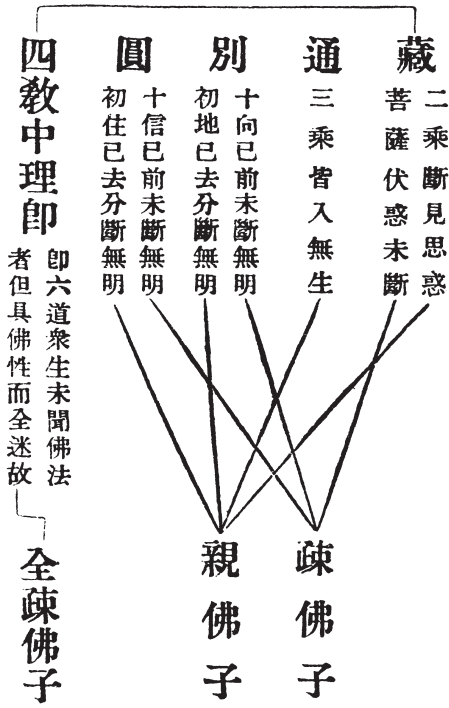 藏
二乘斷見思惑
菩薩伏惑未斷
通
三乘皆入無生
別
十向已前未斷無明
初地已去分斷無明
圓
十信已前未斷無明
初住已去分斷無明
四教中理卽
卽六道衆生未聞佛法
者但具佛性而全迷故
疎佛子
親佛子
全疎佛子